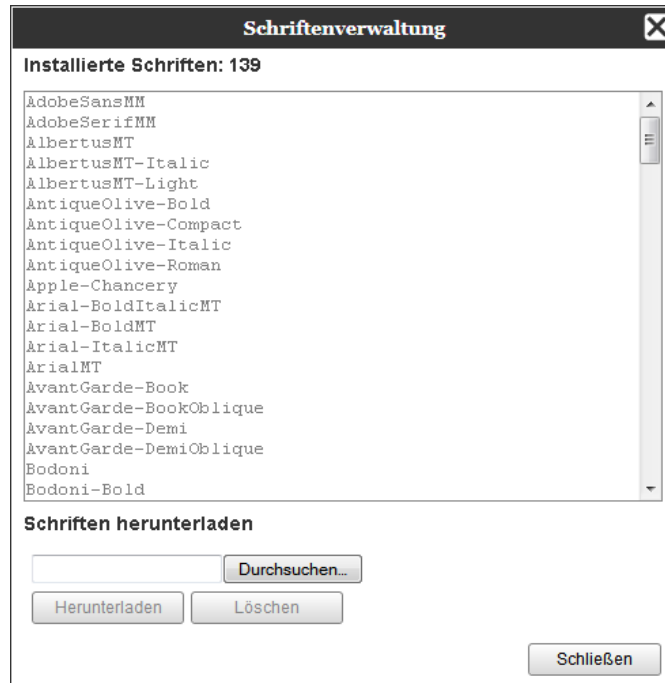 Schriftenverwaltung
Installierte Schriften: 139
AdobeSansMM
AdobeSerifMM
AlbertusMT
AlbertusMT-Italic
AlbertusMT-Light
AntiqueOlive-Bold
AntiqueOlive-Compact
AntiqueOlive-Italic
AntiqueOlive-Roman
Apple-Chancery
Arial-BoldItalicMT
Arial-BoldMT
Arial-ItalicMT
ArialMT
AvantGarde-Book
AvantGarde-BookOblique
AvantGarde-Demi
AvantGarde-DemiOblique
Bodoni
Bodoni-Bold
Schriften herunterladen
Durchsuchen...
Herunterladen Löschen
Schließen